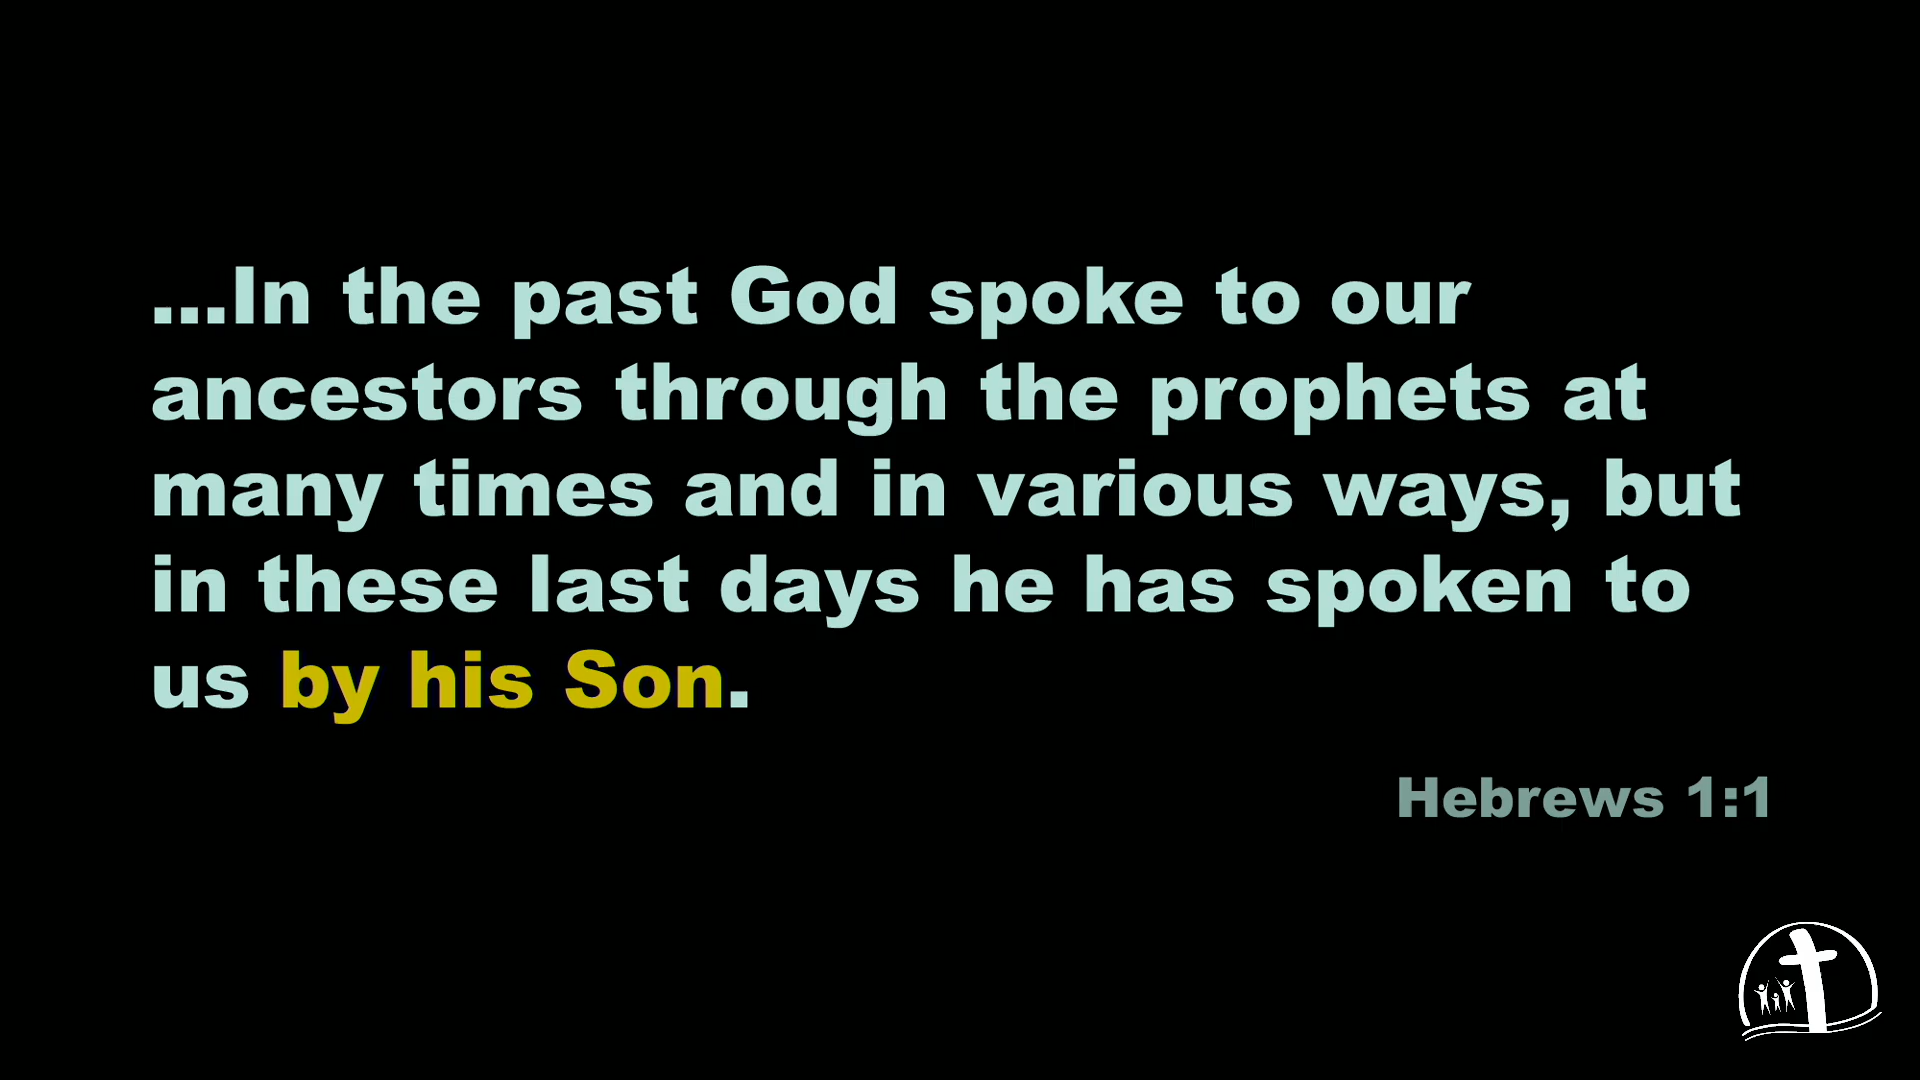 ...In the past God spoke to our
ancestors through the prophets at
many times and in various ways, but
in these last days he has spoken to
us by his Son.
Hebrews 1:1